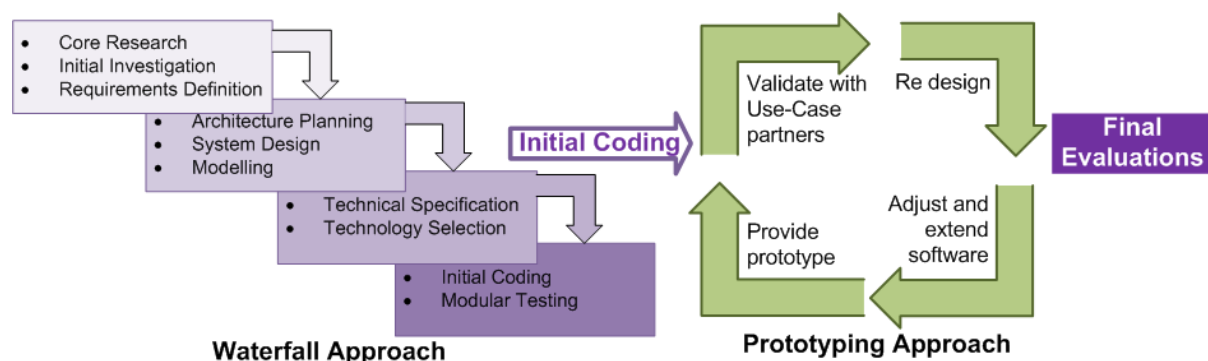 • Core Research
• Initial Investigation
• Requirements Definition
• Architecture Planning
• System Design
• Modelling
• Technical Specification
• Technology Selection
• Initial Coding
• Modular Testing
Waterfall Approach
Initial Coding
Validate with
Use-Case
partners
Re design
Adjust and
extend
software
Provide
prototype
Prototyping Approach
Final
Evaluations